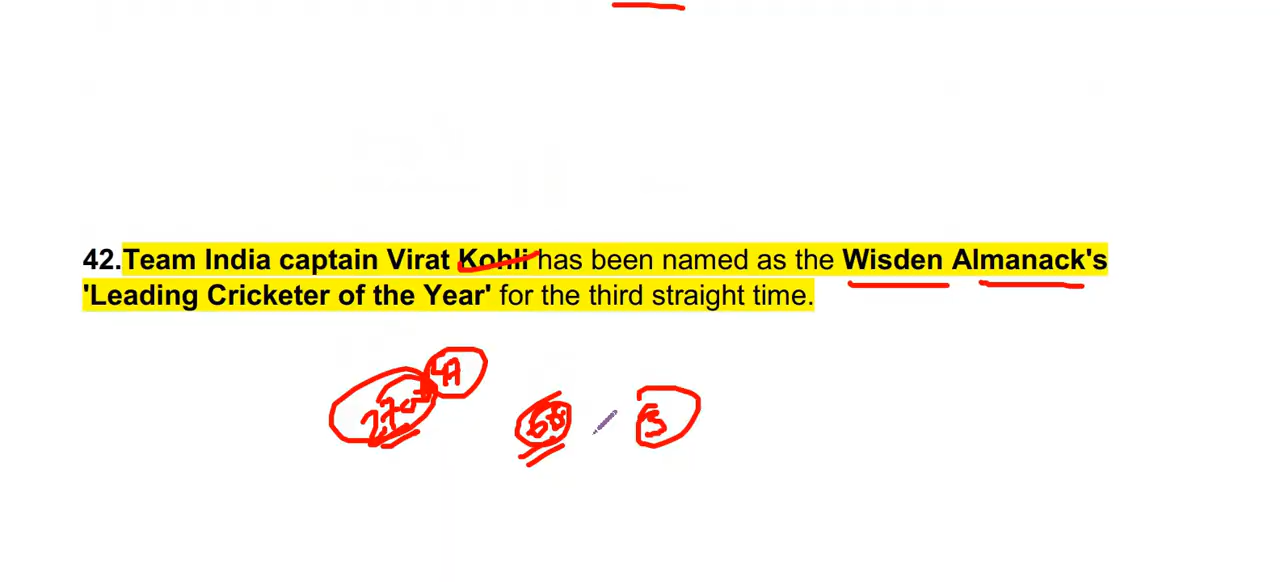 42.Team India captain Virat Kohli has been named as the Wisden Almanack's
'Leading Cricketer of the Year' for the third straight time.
27